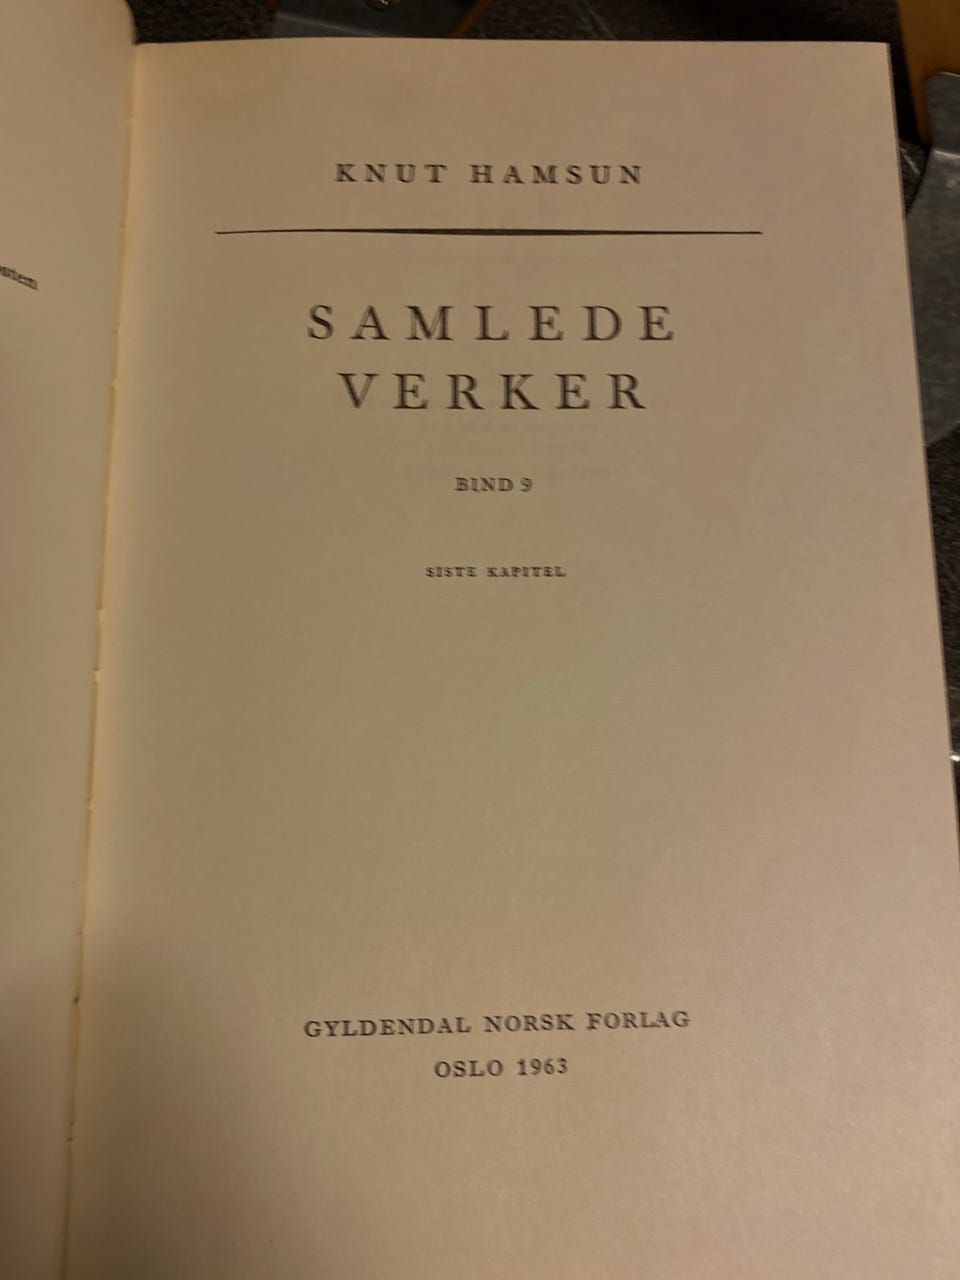 KNUT HAMSUN
SAMLEDE
VERKER
BIND 9
SISTE KAPITEL
GYLDENDAL NORSK FORLAG
OSLO 1963